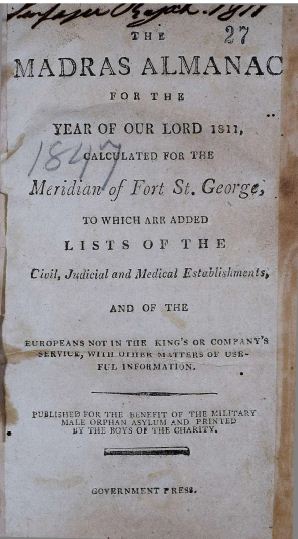 Rajah. 1811
27
THE
MADRAS ALMANAC
FOR THE
YEAR OF OUR LORD 1811,
1847
CALCULATED FOR THE
Meridian of Fort St. George,
TO WHICH ARE ADDED
LISTS OF THE
Civil, Judicial and Medical Establishments,
AND OF THE
EUROPEANS NOT IN THE KING'S OR COMPANY'S
SERVICE, WITH OTHER MATTERS OF USE-
FUL INFORMATION.
PUBLISHED FOR THE BENEFIT OF THE MILITARY
MALE ORPHAN ASYLUM AND PRINTED
BY THE BOYS OF THE CHARITY.
GOVERNMENT PRESS.